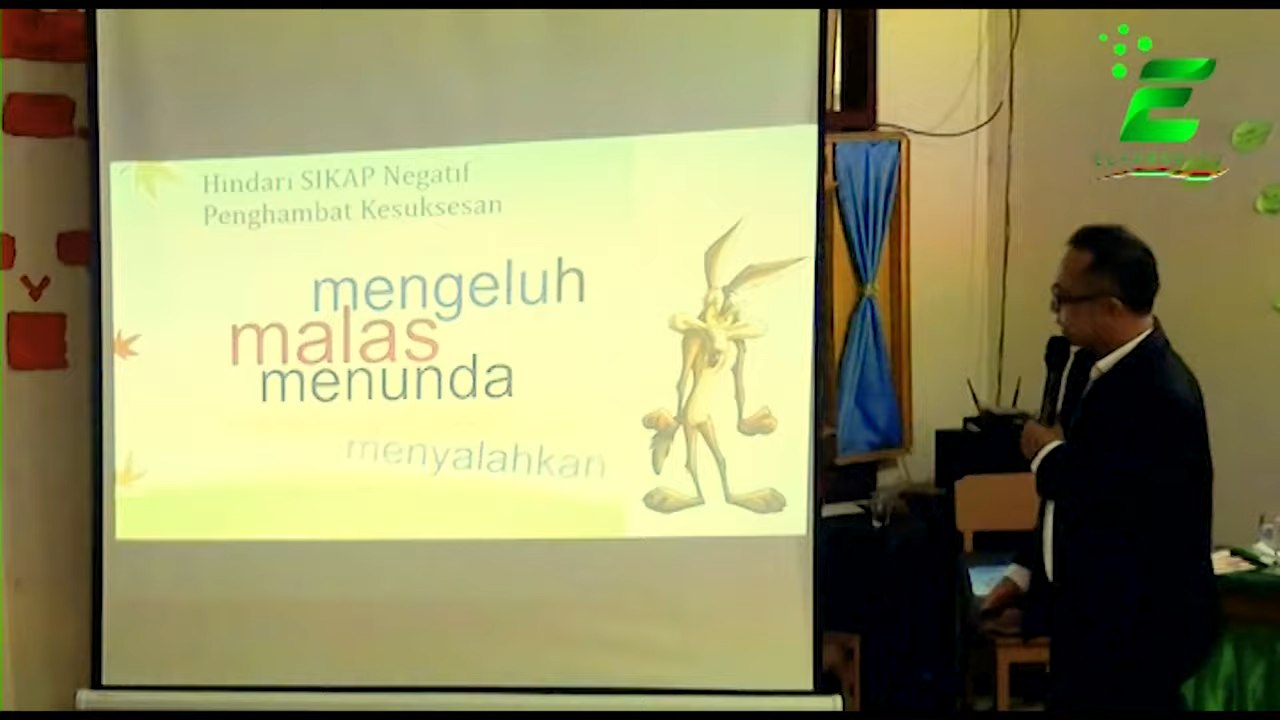 Hindari SIKAP Negatif
Penghambat Kesuksesan
mengeluh
malas
menunda
menyalahkan
E